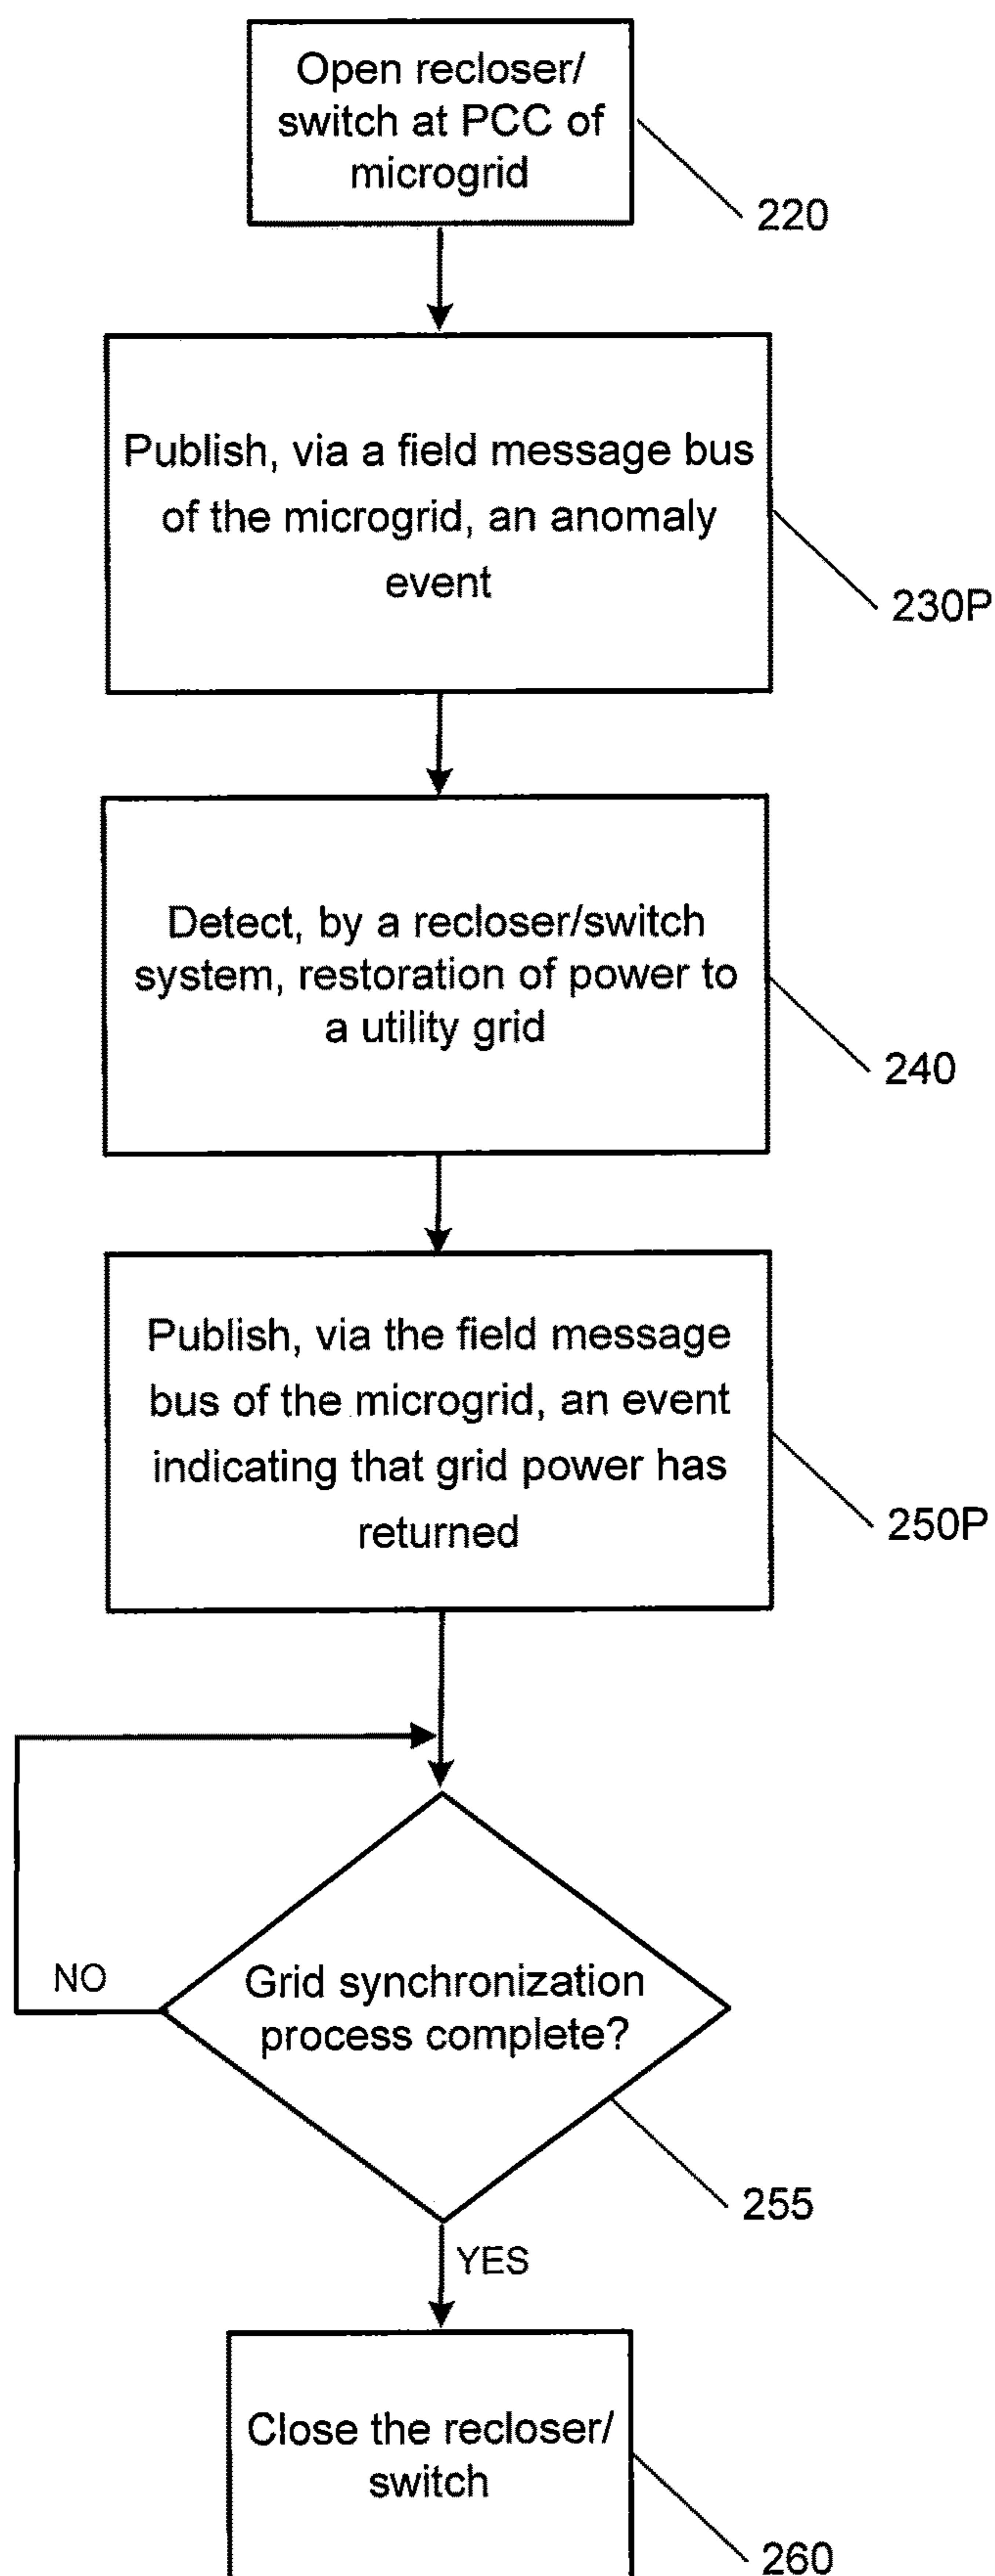 Open recloser/
switch at PCC of
microgrid
220
Publish, via a field message bus
of the microgrid, an anomaly
event
230P
Detect, by a recloser/switch
system, restoration of power to
a utility grid
240
Publish, via the field message
bus of the microgrid, an event
indicating that grid power has
returned
250P
NO
Grid synchronization
process complete?
255
YES
Close the recloser/
switch
260